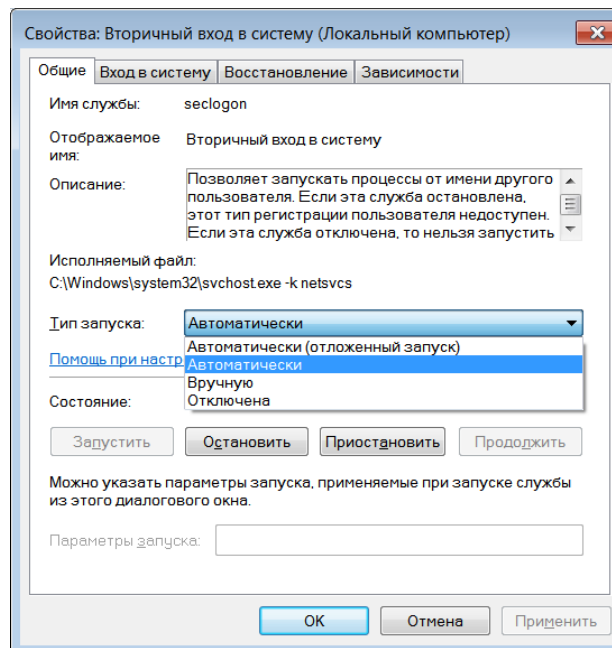 Свойства: Вторичный вход в систему (Локальный компьютер)
Общие Вход в систему Восстановление Зависимости
Имя службы: seclogon
Отображаемое имя: Вторичный вход в систему
Описание: Позволяет запускать процессы от имени другого
пользователя. Если эта служба остановлена,
этот тип регистрации пользователя недоступен.
Если эта служба отключена, то нельзя запустить
Исполняемый файл:
C:\Windows\system32\svchost.exe -k netsvcs
Тип запуска: Автоматически
Автоматически (отложенный запуск)
Помощь при настр Автоматически
Вручную
Состояние: Отключена
Запустить Остановить Приостановить Продолжить
Можно указать параметры запуска, применяемые при запуске службы
из этого диалогового окна.
Параметры запуска:
OK Отмена Применить